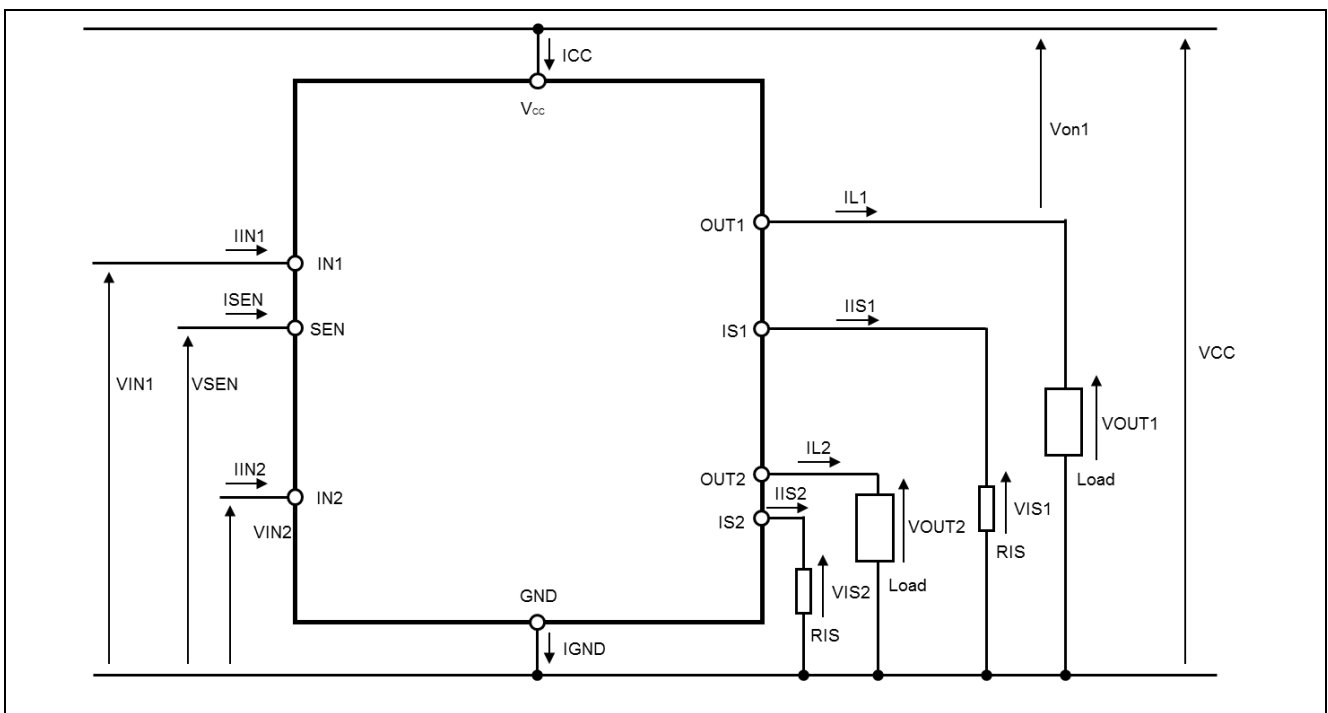 ICC
Vcc
Von1
IL1
OUT1
IIN1
IN1
ISEN
SEN
IIS1
IS1
VCC
VIN1
VSEN
VOUT1
IL2
IIN2
OUT2
Load
IIS2
IN2
IS2
VIS1
VOUT2
VIN2
RIS
Load
VIS2
GND
RIS
IGND